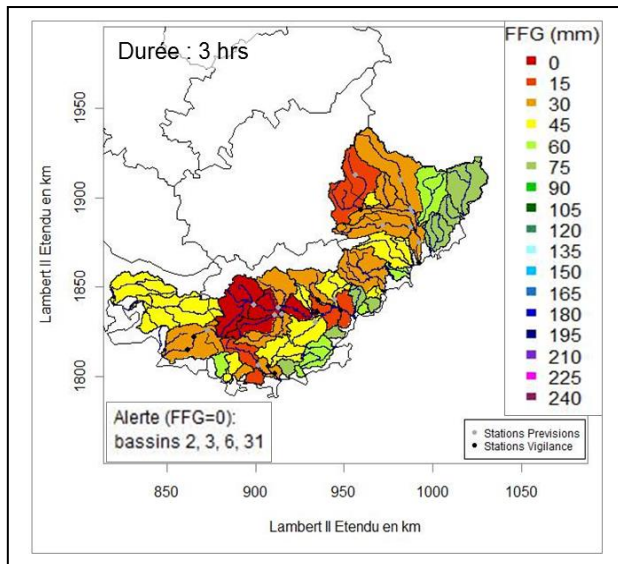 Durée : 3 hrs
FFG (mm)
0
15
30
45
60
75
90
105
120
135
150
165
180
195
210
225
240
Lambert II Etendu en km
1950
1900
1850
1800
Alerte (FFG=0):
bassins 2, 3, 6, 31
Stations Previsions
Stations Vigilance
850 900 950 1000 1050
Lambert II Etendu en km